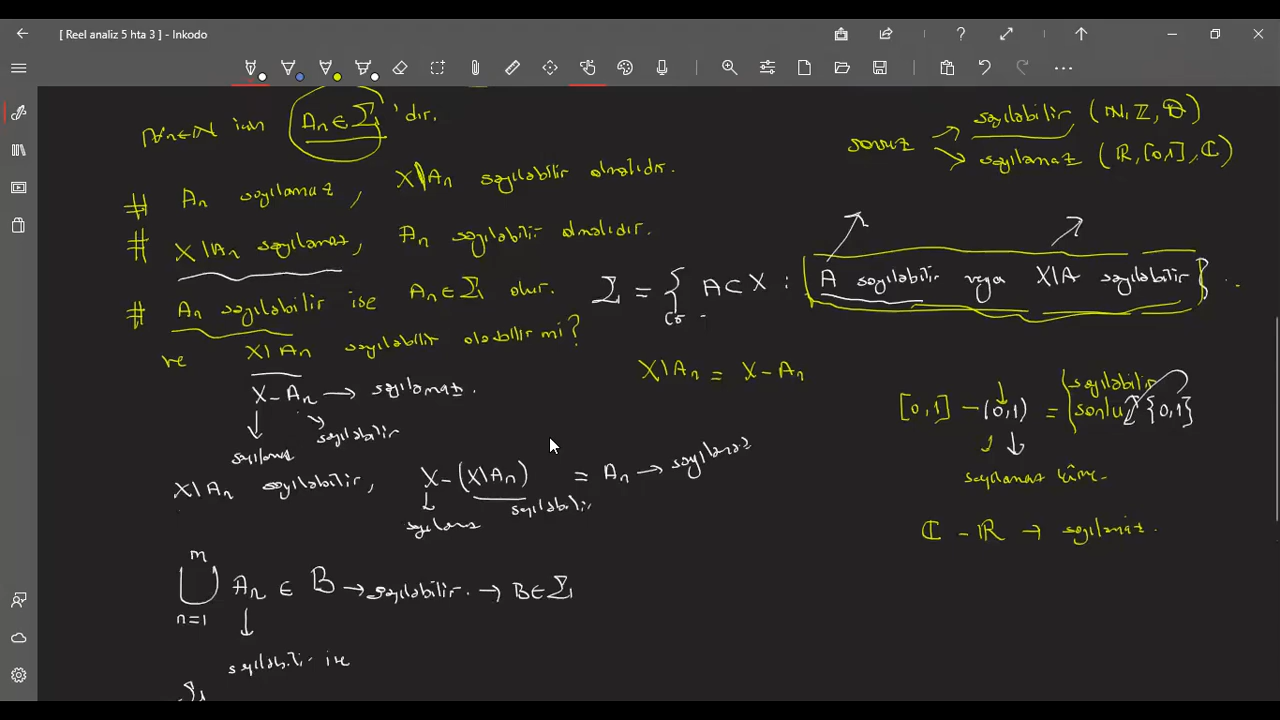 [ Reel analiz 5 hta 3 ] - Inkodo
∀n∈ℕ için An ∈ Σ 'dır.
# An sayılamaz, X\An sayılabilir olmalıdır.
# X\An sayılamaz, An sayılabilir olmalıdır.
# An sayılabilir ise An ∈ Σ olur.
ve X\An sayılabilir olabilir mi?
X - An → sayılamaz.
sayılamaz sayılabilir
X\An sayılabilir, X - (X\An) = An → sayılamaz
sayılamaz sayılabilir
m
⋃ An ∈ B → sayılabilir. → B ∈ Σ
n=1
sayılabilir ise
Σ
sonsuz
sayılabilir (ℕ, ℤ, ℚ)
sayılamaz (ℝ, [0,1], ℂ)
Σ = { A ⊂ X : A sayılabilir veya X\A sayılabilir }
X\An = X - An
sayılabilir
[0,1] - (0,1) = sonlu {0,1}
sayılamaz küme
ℂ - ℝ → sayılamaz.